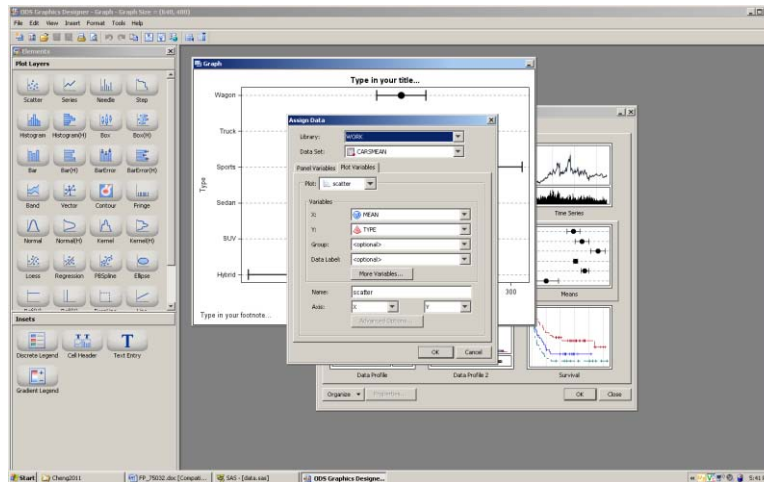 ODS Graphics Designer - Graph - Graph Size = (640, 480)
File Edit View Insert Format Tools Help
Elements
Plot Layers
Scatter Series Needle Step
Histogram Histogram(H) Box Box(H)
Bar Bar(H) BarError BarError(H)
Band Vector Contour Fringe
Normal Normal(H) Kernel Kernel(H)
Loess Regression PBSpline Ellipse
Insets
Discrete Legend Cell Header Text Entry
Gradient Legend
Graph
Type in your title...
Wagon
Truck
Sports
Sedan
SUV
Hybrid
Type
300
Type in your footnote...
Assign Data
Library: WORK
Data Set: CARSMEAN
Panel Variables Plot Variables
Plot: scatter
Variables
X: MEAN
Y: TYPE
Group: <optional>
Data Label: <optional>
More Variables...
Name: scatter
Axis: X Y
Advanced Options...
OK Cancel
Time Series
Means
Data Profile Data Profile 2 Survival
Organize Properties... OK Close
Start Cheng2011 PP_75032.doc [Compati... SAS - [data.sas] ODS Graphics Designe...